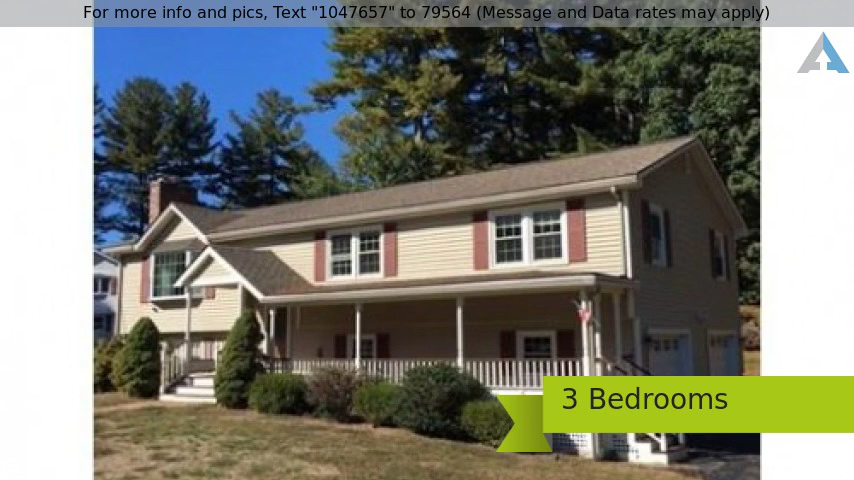 For more info and pics, Text "1047657" to 79564 (Message and Data rates may apply)
3 Bedrooms